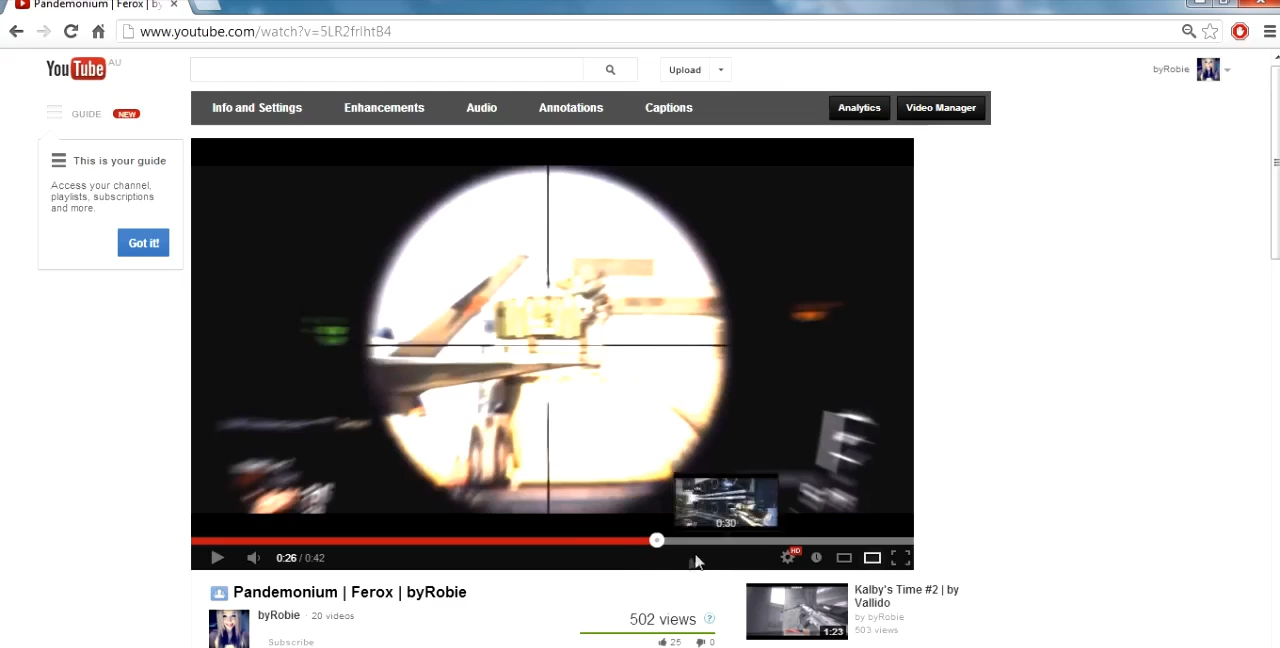 Pandemonium | Ferox | by
www.youtube.com/watch?v=5LR2frlhtB4
YouTube AU
Upload
byRobie
GUIDE NEW
Info and Settings Enhancements Audio Annotations Captions Analytics Video Manager
This is your guide
Access your channel,
playlists, subscriptions
and more.
Got it!
0:30
0:26 / 0:42
HD
Pandemonium | Ferox | byRobie
byRobie · 20 videos
Subscribe
502 views ?
25 0
Kalby's Time #2 | by
Vallido
by byRobie
503 views
1:23